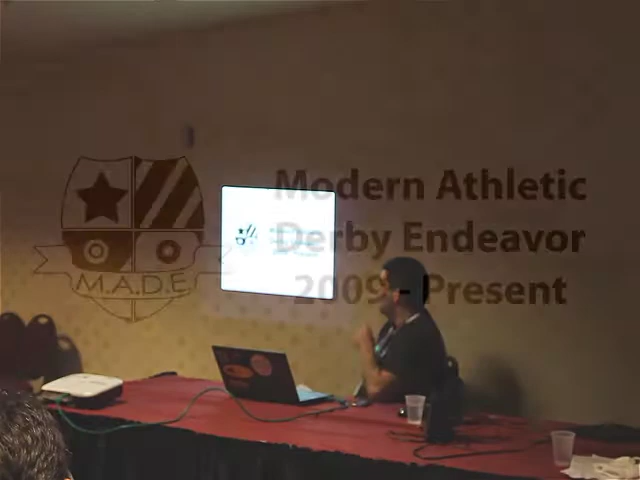 Modern Athletic
Derby Endeavor
2009 - Present
M.A.D.E